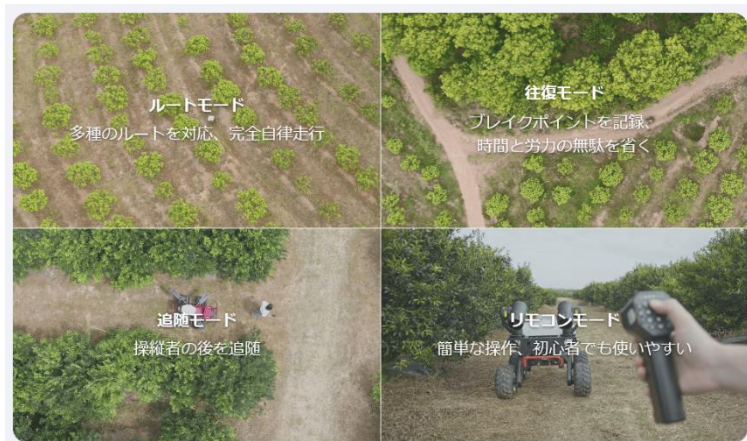 ルートモード
多種のルートを対応、完全自律走行
往復モード
ブレイクポイントを記録、
時間と労力の無駄を省く
追随モード
操縦者の後を追随
リモコンモード
簡単な操作、初心者でも使いやすい